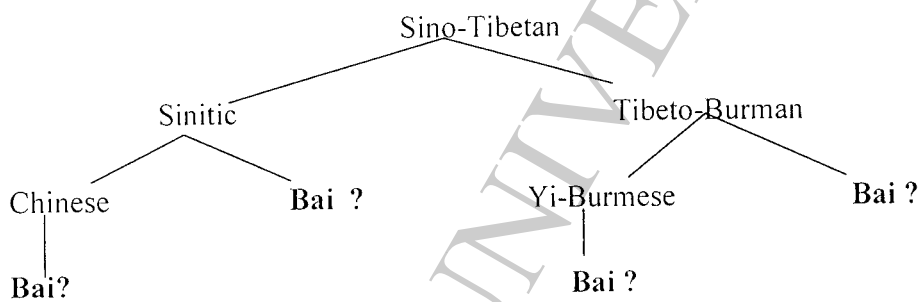 Sino-Tibetan
Sinitic Tibeto-Burman
Chinese Bai ? Yi-Burmese Bai ?
Bai? Bai ?